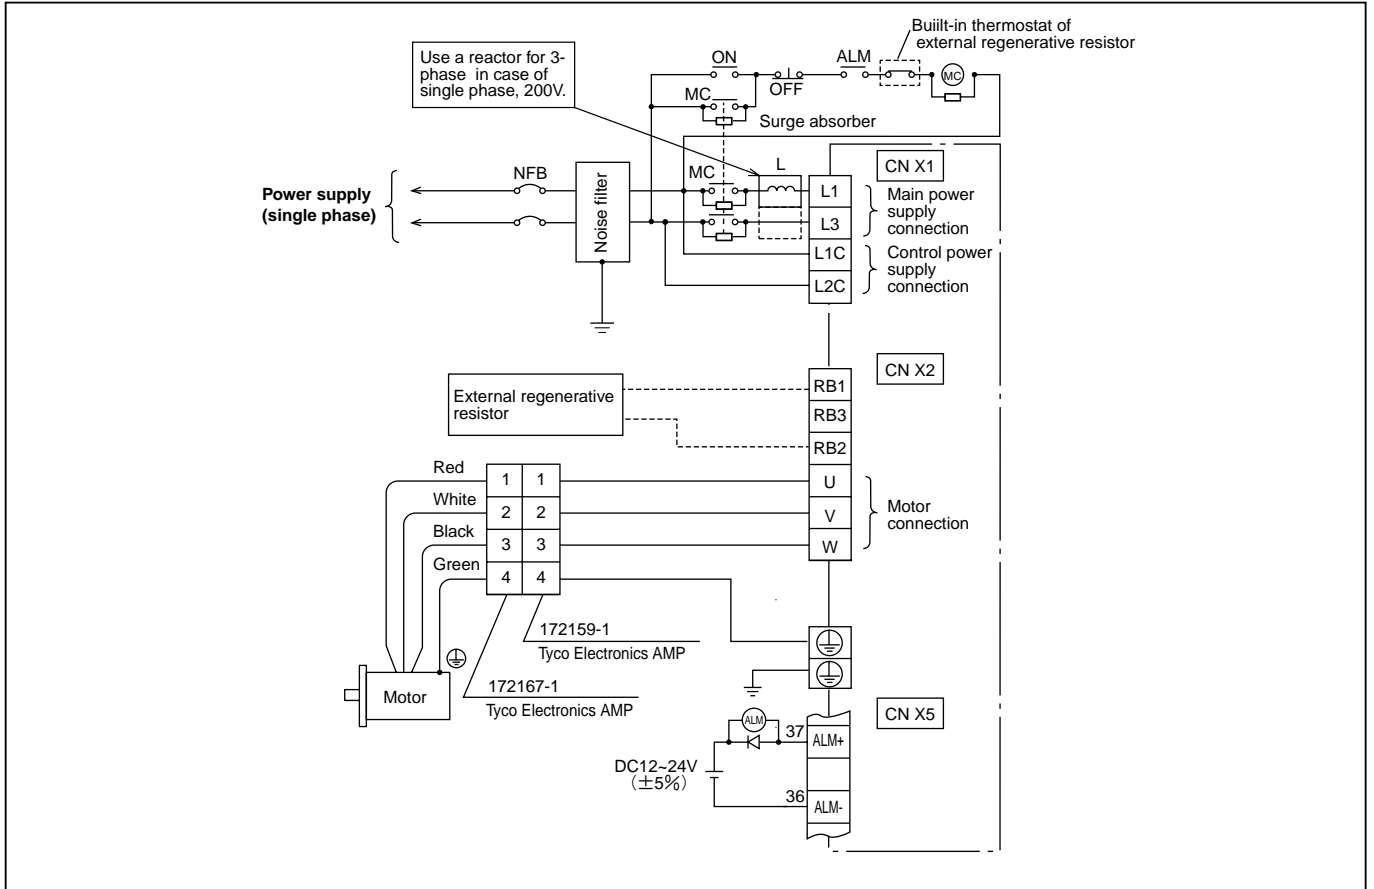 Buiilt-in thermostat of
external regenerative resistor
Use a reactor for 3-
phase in case of
single phase, 200V.
ON
ALM
OFF
MC
MC
Surge absorber
L
CN X1
NFB
MC
Noise filter
Power supply
(single phase)
L1
L3
L1C
L2C
Main power
supply
connection
Control power
supply
connection
CN X2
External regenerative
resistor
RB1
RB3
RB2
U
V
W
Motor
connection
Red
White
Black
Green
1 1
2 2
3 3
4 4
172159-1
Tyco Electronics AMP
172167-1
Tyco Electronics AMP
Motor
CN X5
ALM
37
ALM+
DC12~24V
(±5%)
36
ALM-